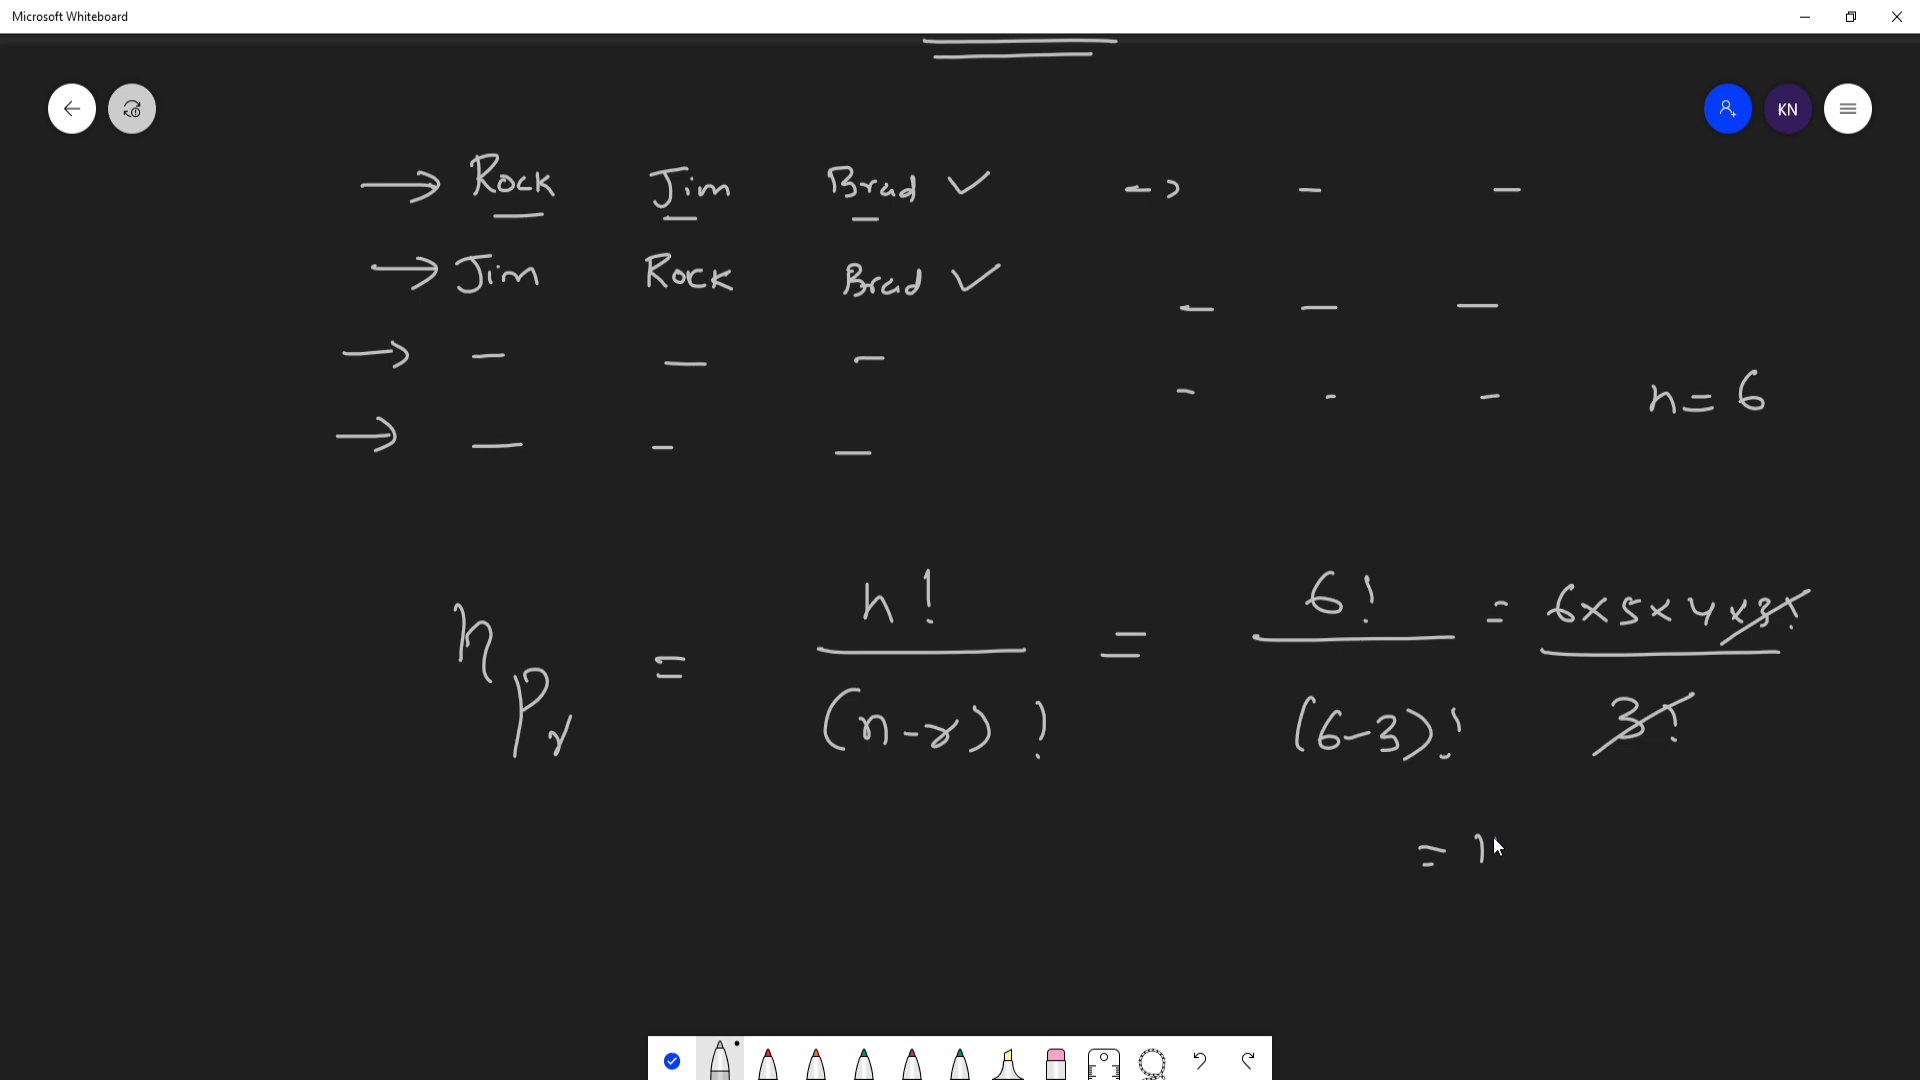 Microsoft Whiteboard
KN
→ Rock Jim Brad ✓ -> - -
→ Jim Rock Brad ✓ - - -
→ - - - - - - n = 6
→ - - -
nPr = n! / (n-r)! = 6! / (6-3)! = 6×5×4×3! / 3!
= 1